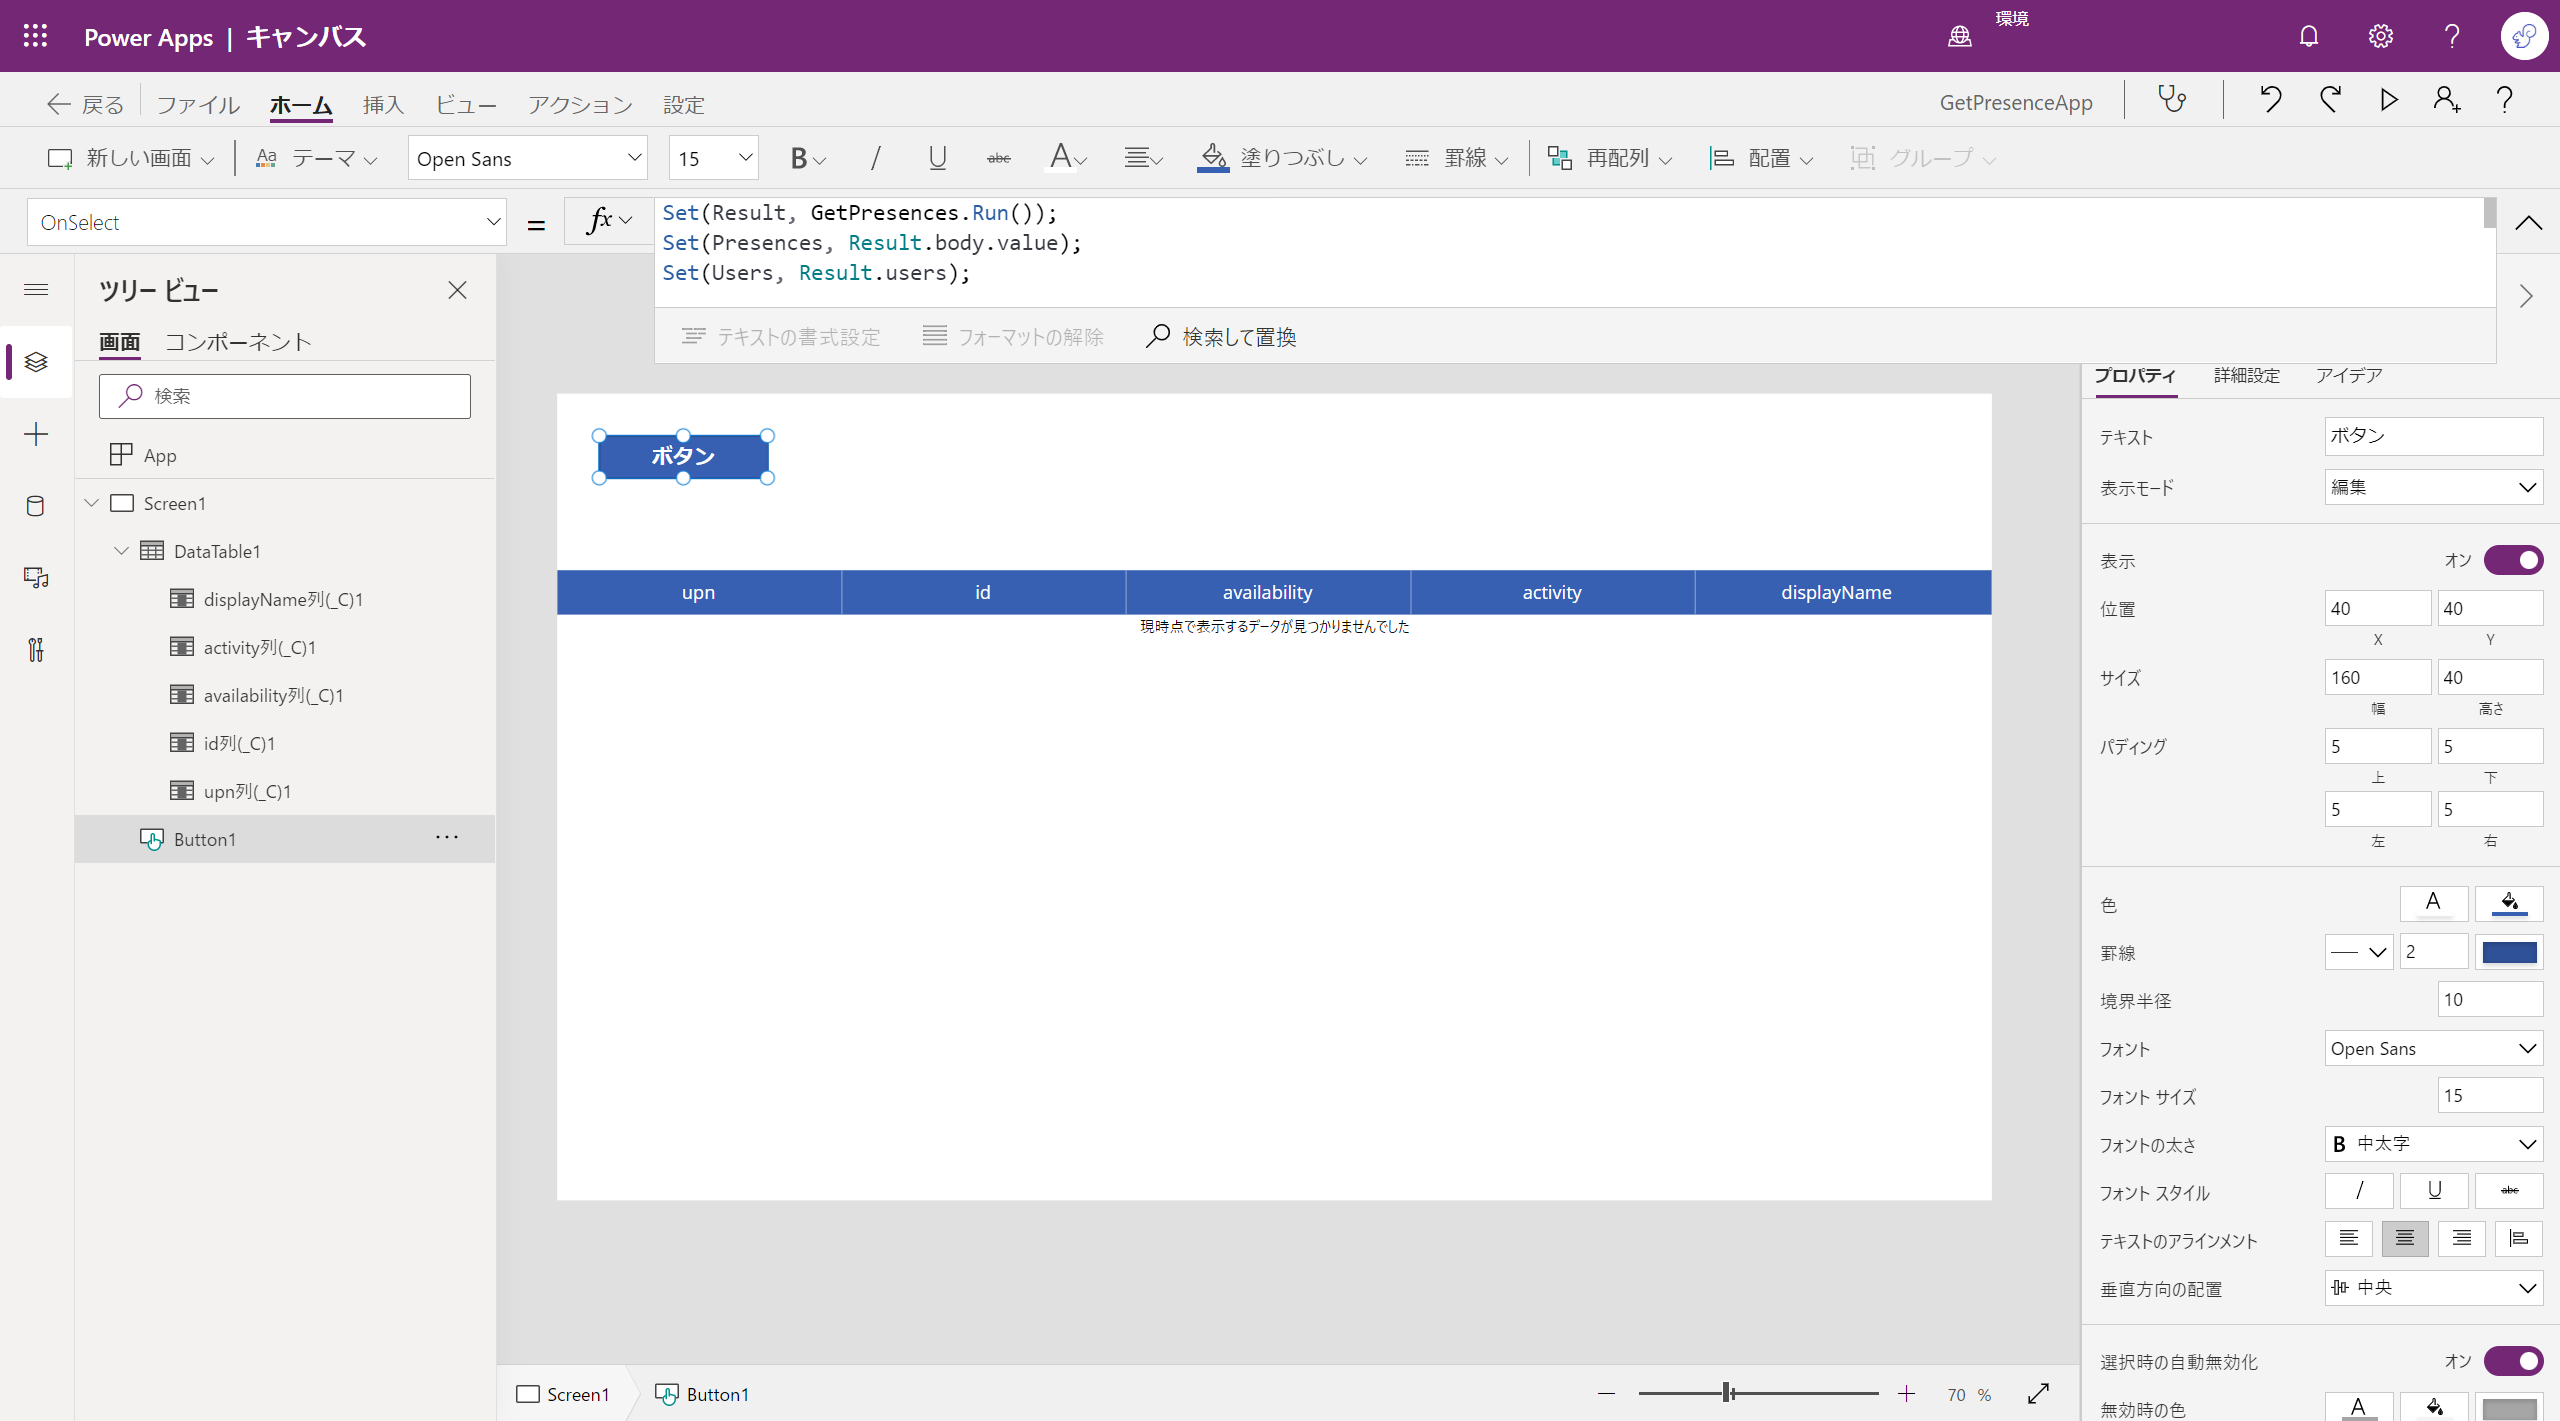 Power Apps | キャンバス
環境
戻る ファイル ホーム 挿入 ビュー アクション 設定
GetPresenceApp
新しい画面 Aa テーマ Open Sans 15 B / U abc A 塗りつぶし 罫線 再配列 配置 グループ
OnSelect = fx
Set(Result, GetPresences.Run());
Set(Presences, Result.body.value);
Set(Users, Result.users);
テキストの書式設定 フォーマットの解除 検索して置換
ツリー ビュー
画面 コンポーネント
検索
App
Screen1
DataTable1
displayName列(_C)1
activity列(_C)1
availability列(_C)1
id列(_C)1
upn列(_C)1
Button1 ...
ボタン
upn id availability activity displayName
現時点で表示するデータが見つかりませんでした
Screen1 Button1
70 %
プロパティ 詳細設定 アイデア
テキスト ボタン
表示モード 編集
表示 オン
位置 40 40
X Y
サイズ 160 40
幅 高さ
パディング 5 5
上 下
5 5
左 右
色 A
罫線 2
境界半径 10
フォント Open Sans
フォント サイズ 15
フォントの太さ B 中太字
フォント スタイル / U abc
テキストのアラインメント
垂直方向の配置 中央
選択時の自動無効化 オン
無効時の色 A